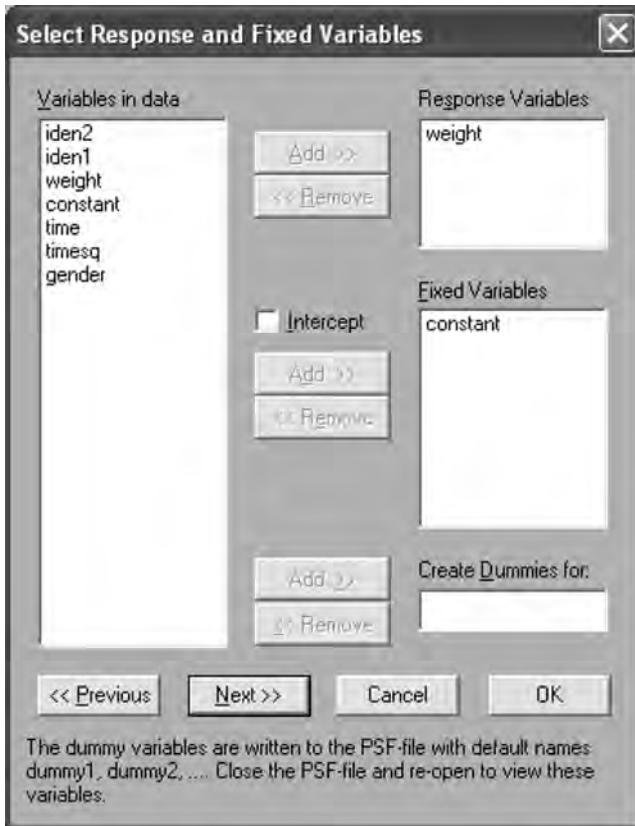 Select Response and Fixed Variables
Variables in data
iden2
iden1
weight
constant
time
timesq
gender
Add >>
<< Remove
Response Variables
weight
Intercept
Add >>
<< Remove
Fixed Variables
constant
Add >>
<< Remove
Create Dummies for:
<< Previous
Next >>
Cancel
OK
The dummy variables are written to the PSF-file with default names
dummy1, dummy2, .... Close the PSF-file and re-open to view these
variables.